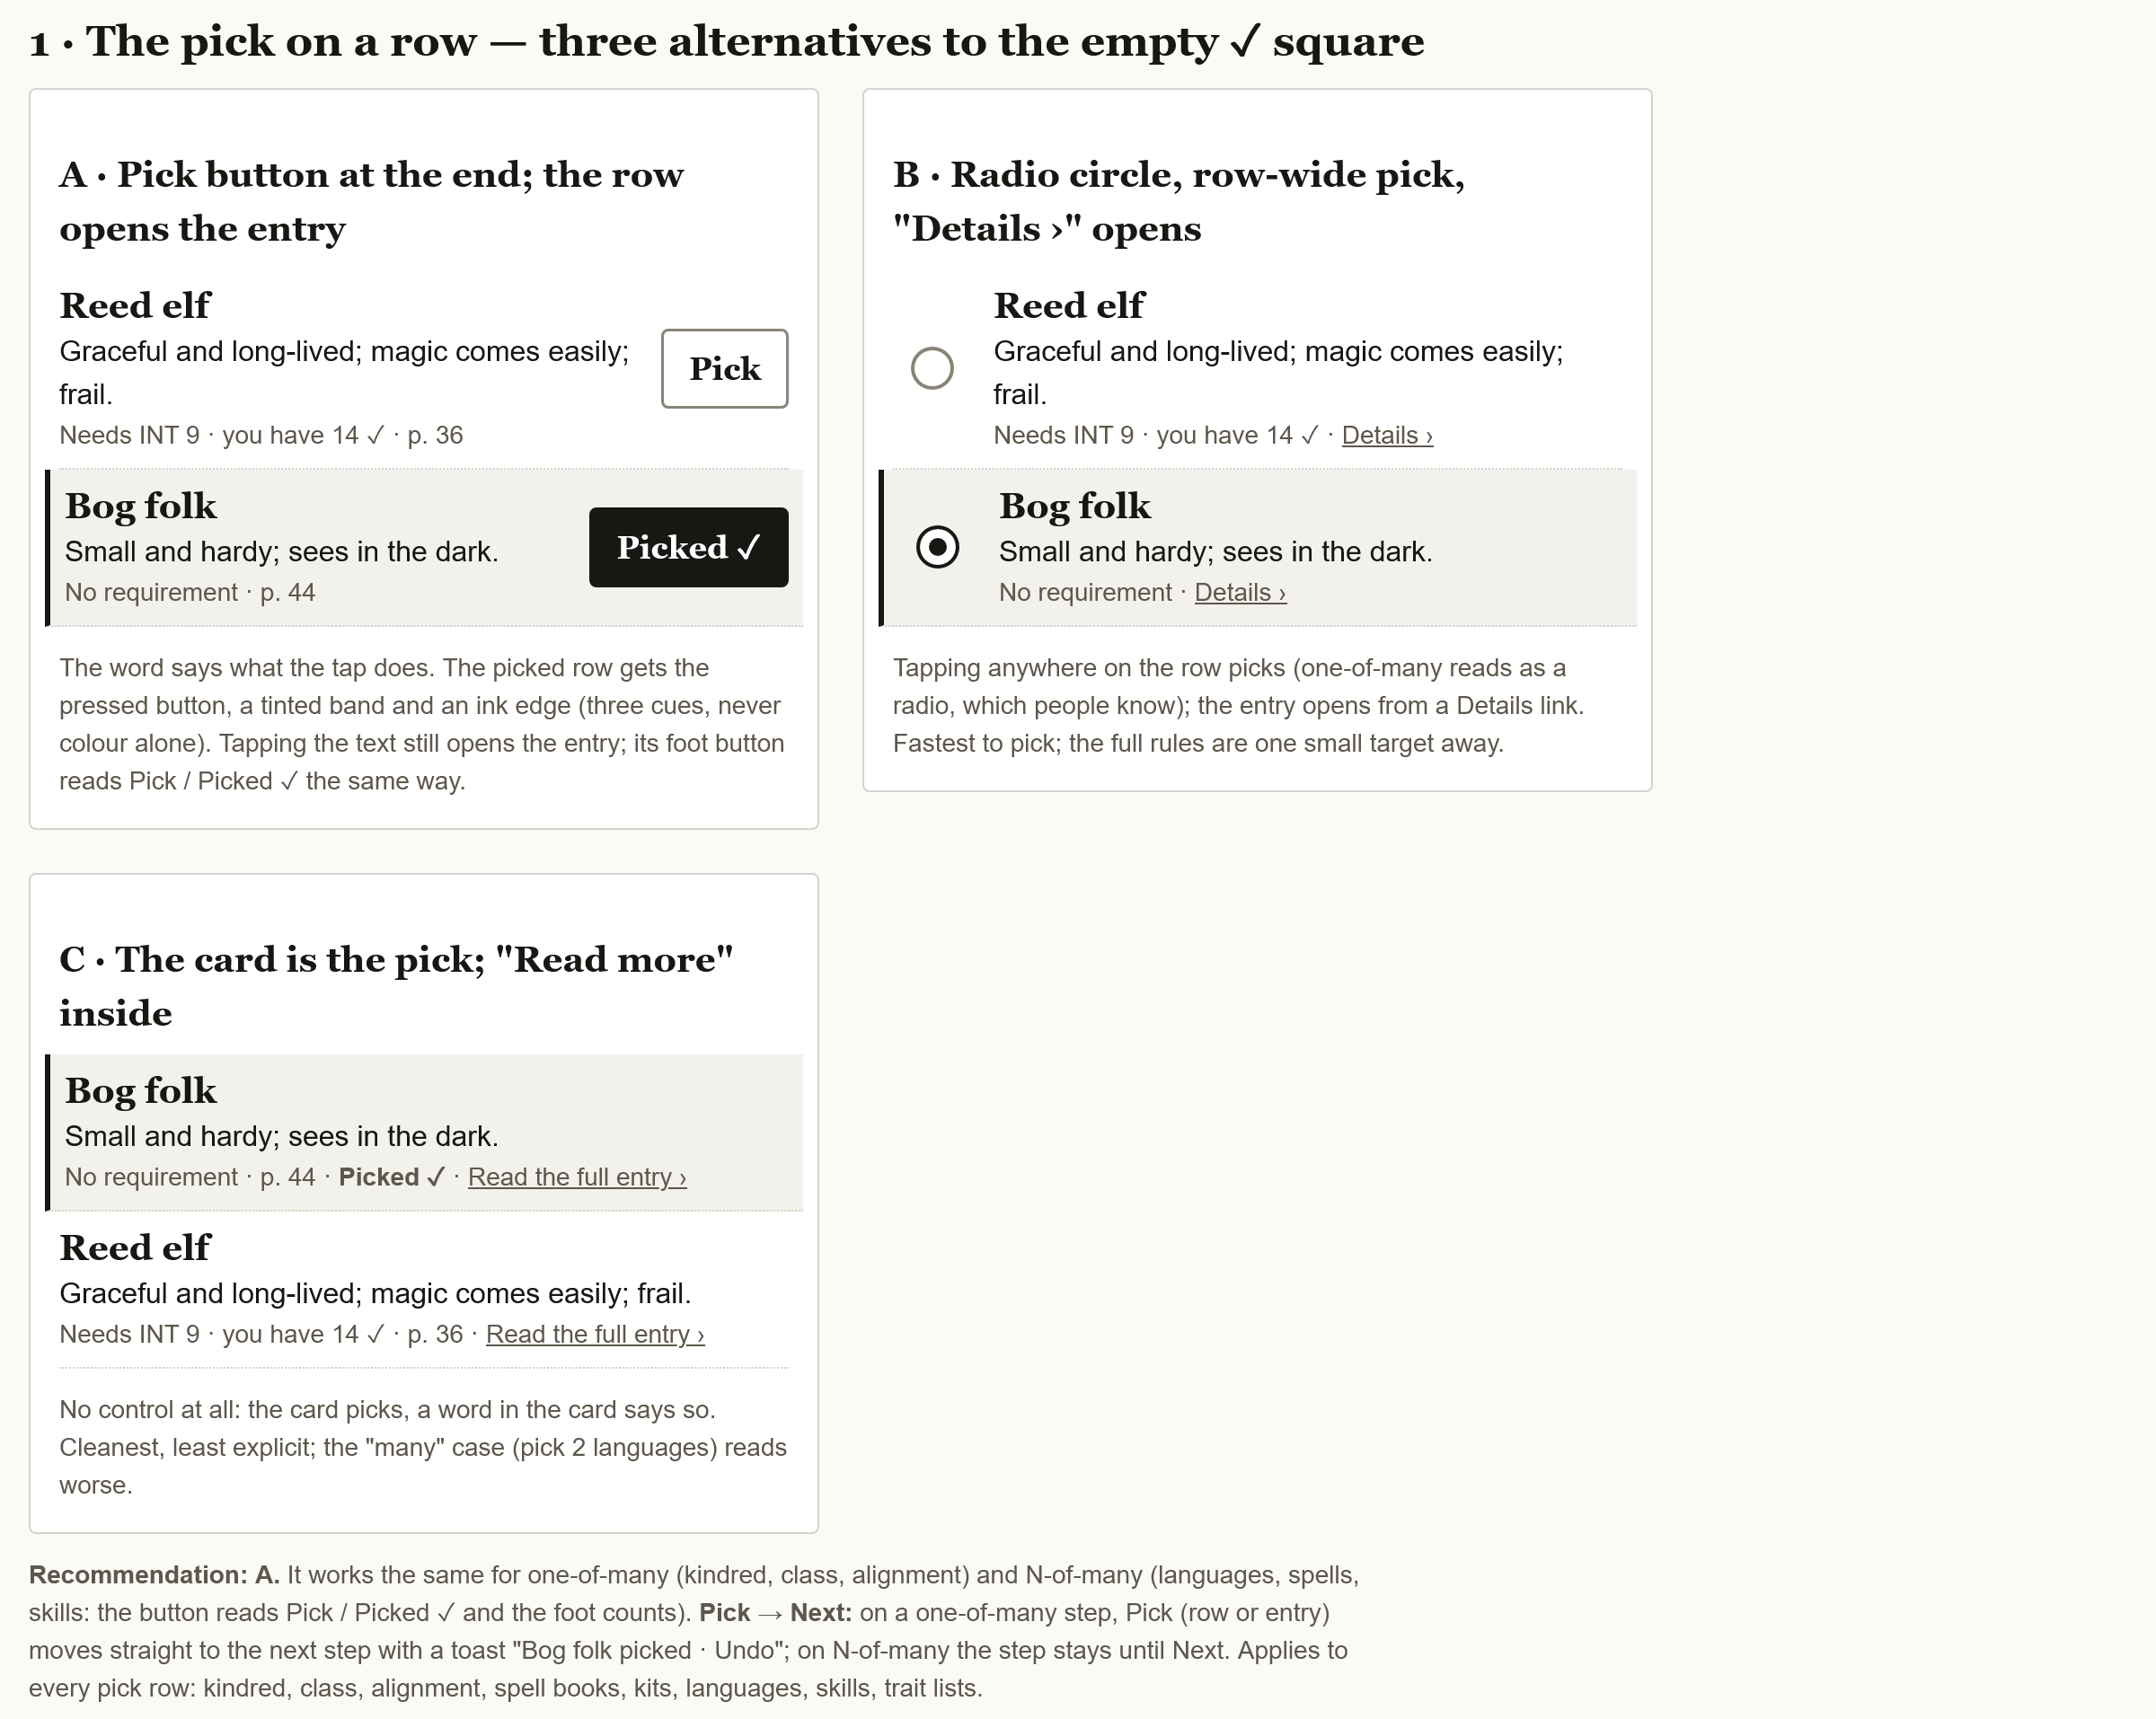 1 · The pick on a row — three alternatives to the empty ✓ square
A · Pick button at the end; the row
opens the entry
Reed elf
Graceful and long-lived; magic comes easily;
frail.
Needs INT 9 · you have 14 ✓ · p. 36
Pick
Bog folk
Small and hardy; sees in the dark.
No requirement · p. 44
Picked ✓
The word says what the tap does. The picked row gets the
pressed button, a tinted band and an ink edge (three cues, never
colour alone). Tapping the text still opens the entry; its foot button
reads Pick / Picked ✓ the same way.
B · Radio circle, row-wide pick,
"Details ›" opens
Reed elf
Graceful and long-lived; magic comes easily;
frail.
Needs INT 9 · you have 14 ✓ · Details ›
Bog folk
Small and hardy; sees in the dark.
No requirement · Details ›
Tapping anywhere on the row picks (one-of-many reads as a
radio, which people know); the entry opens from a Details link.
Fastest to pick; the full rules are one small target away.
C · The card is the pick; "Read more"
inside
Bog folk
Small and hardy; sees in the dark.
No requirement · p. 44 · Picked ✓ · Read the full entry ›
Reed elf
Graceful and long-lived; magic comes easily; frail.
Needs INT 9 · you have 14 ✓ · p. 36 · Read the full entry ›
No control at all: the card picks, a word in the card says so.
Cleanest, least explicit; the "many" case (pick 2 languages) reads
worse.
Recommendation: A. It works the same for one-of-many (kindred, class, alignment) and N-of-many (languages, spells,
skills: the button reads Pick / Picked ✓ and the foot counts). Pick → Next: on a one-of-many step, Pick (row or entry)
moves straight to the next step with a toast "Bog folk picked · Undo"; on N-of-many the step stays until Next. Applies to
every pick row: kindred, class, alignment, spell books, kits, languages, skills, trait lists.